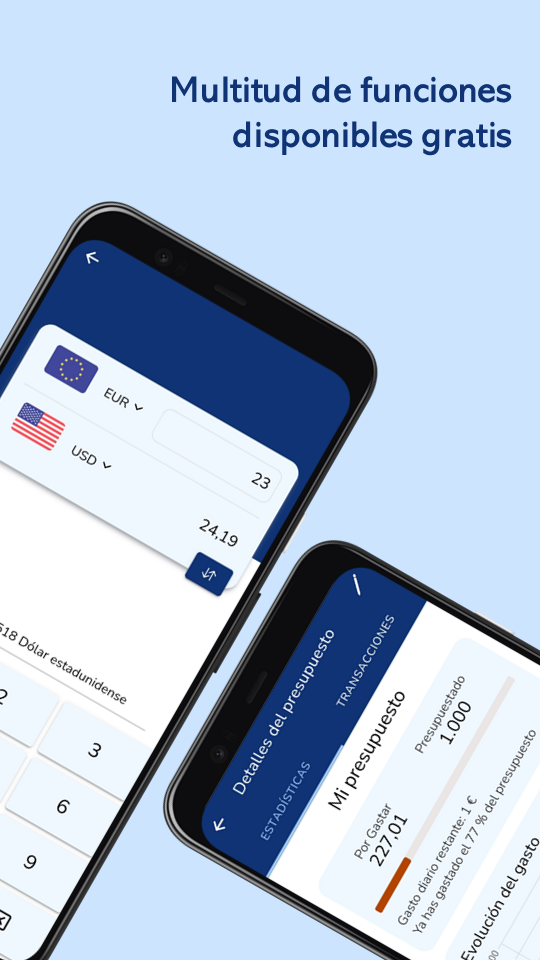 Multitud de funciones
disponibles gratis
EUR
23
USD
24,19
518 Dólar estadunidense
2
3
6
9
Detalles del presupuesto
ESTADÍSTICAS
TRANSACCIONES
Mi presupuesto
Por Gastar
Presupuestado
227,01
1.000
Gasto diario restante: 1 €
Ya has gastado el 77 % del presupuesto
Evolución del gasto